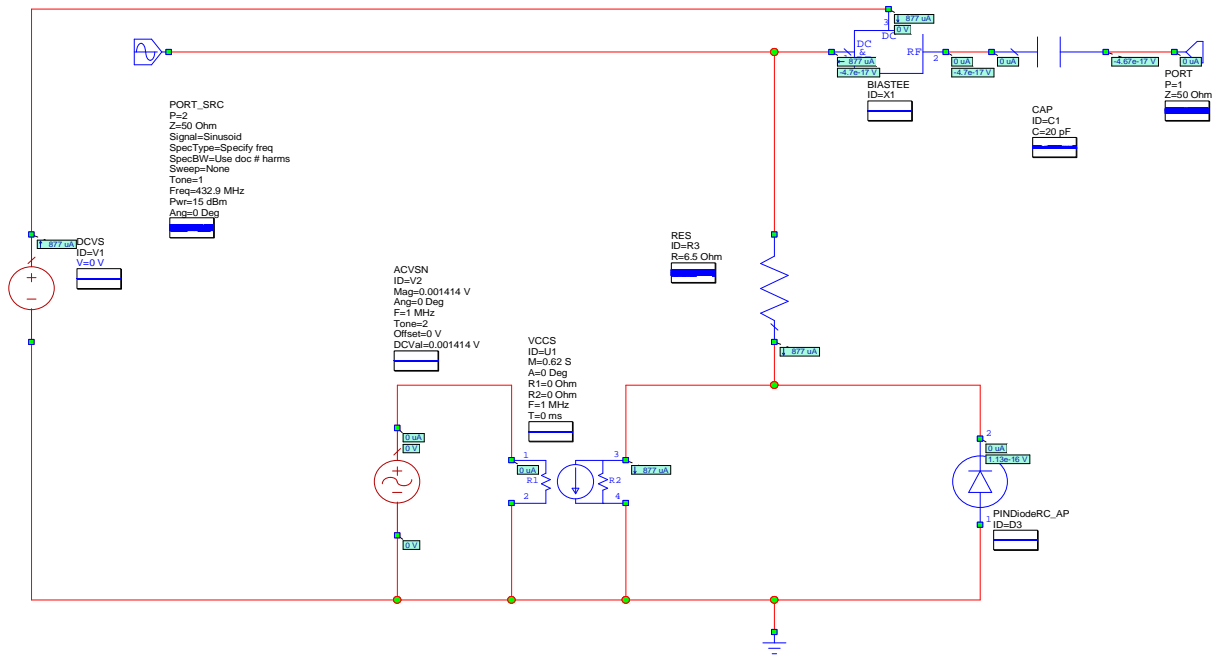 3
↓ 877 uA
0 V
DC
DC
&
RF
2
← 877 uA
-4.7e-17 V
0 uA
-4.7e-17 V
0 uA
-4.67e-17 V
0 uA
BIASTEE
ID=X1
PORT
P=1
Z=50 Ohm
CAP
ID=C1
C=20 pF
PORT_SRC
P=2
Z=50 Ohm
Signal=Sinusoid
SpecType=Specify freq
SpecBW=Use doc # harms
Sweep=None
Tone=1
Freq=432.9 MHz
Pwr=15 dBm
Ang=0 Deg
↑ 877 uA
DCVS
ID=V1
V=0 V
RES
ID=R3
R=6.5 Ohm
↓ 877 uA
ACVSN
ID=V2
Mag=0.001414 V
Ang=0 Deg
F=1 MHz
Tone=2
Offset=0 V
DCVal=0.001414 V
VCCS
ID=U1
M=0.62 S
A=0 Deg
R1=0 Ohm
R2=0 Ohm
F=1 MHz
T=0 ms
0 uA
0 V
0 V
1
0 uA
R1
2
3
↓ 877 uA
R2
4
2
0 uA
1.13e-16 V
1
PINDiodeRC_AP
ID=D3